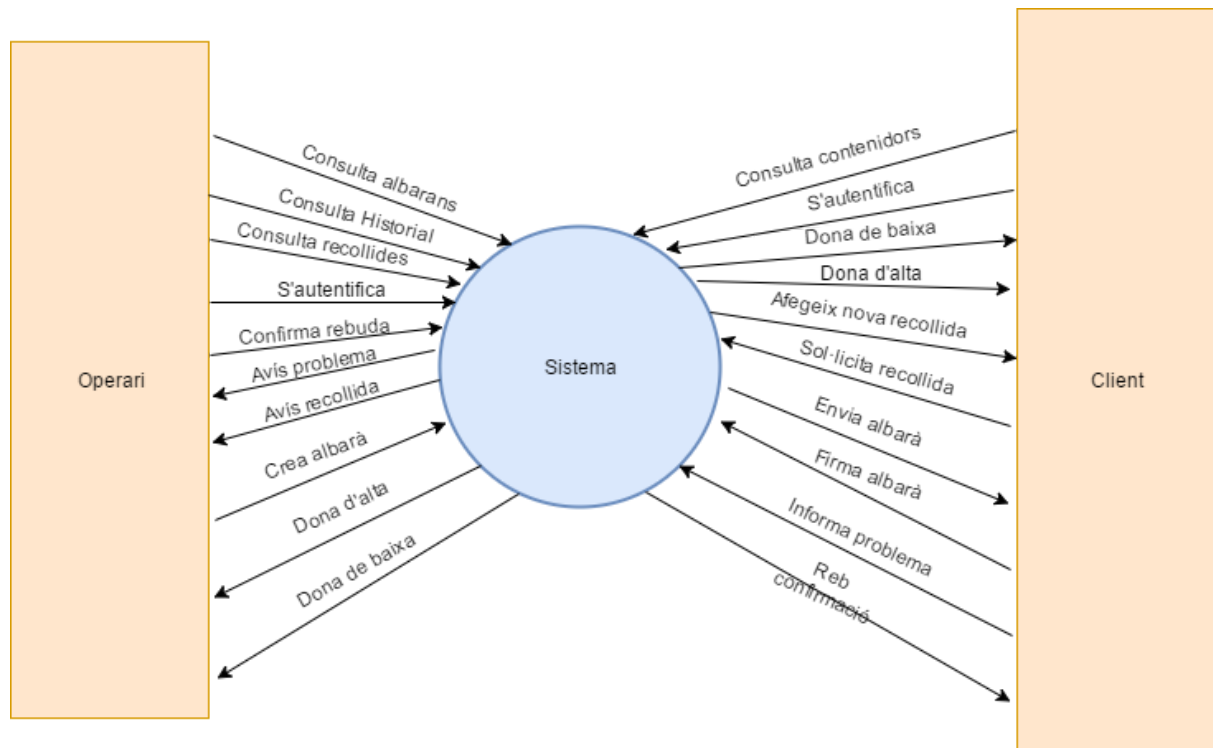 Operari
Consulta albarans
Consulta Historial
Consulta recollides
S'autentifica
Confirma rebuda
Avís problema
Avís recollida
Crea albarà
Dona d'alta
Dona de baixa
Sistema
Consulta contenidors
S'autentifica
Dona de baixa
Dona d'alta
Afegeix nova recollida
Sol·licita recollida
Envia albarà
Firma albarà
Informa problema
Reb
confirmació
Client